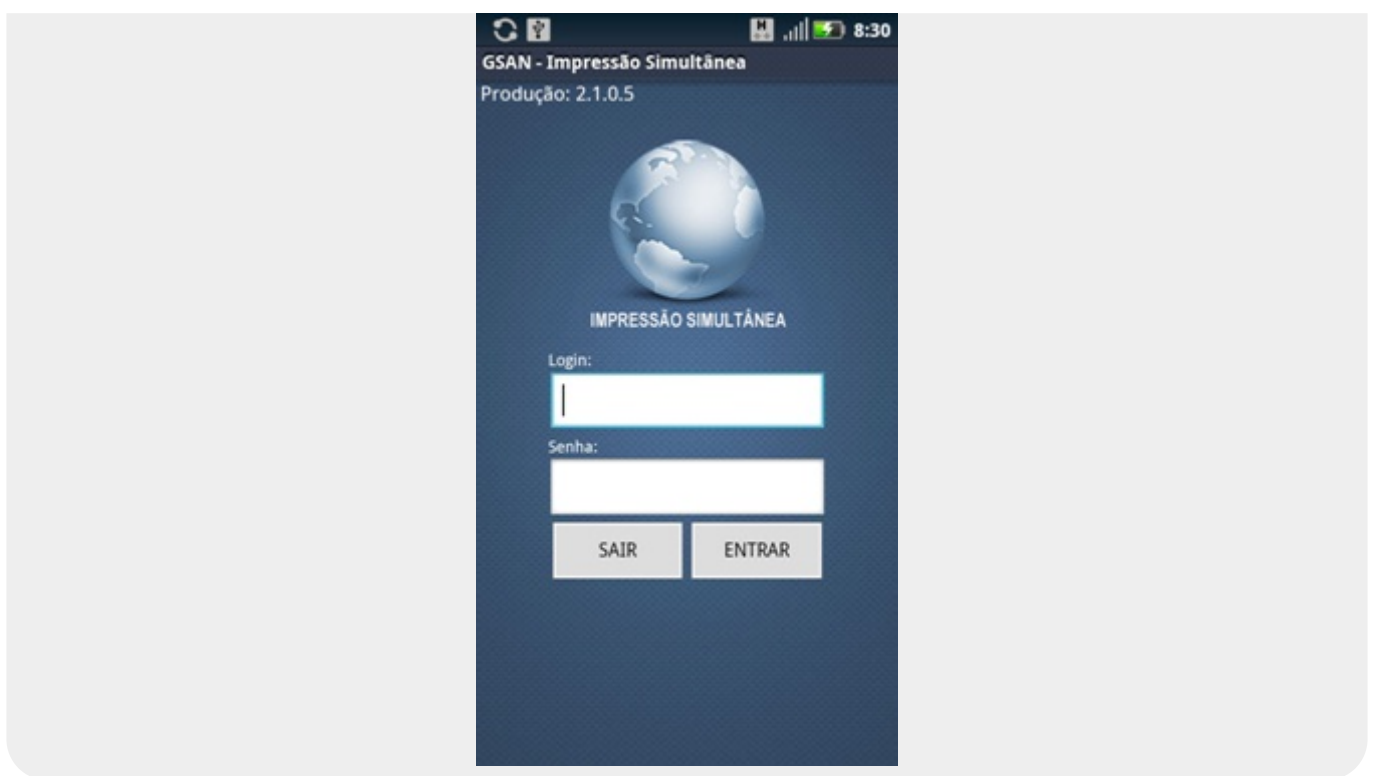 H 8:30
GSAN - Impressão Simultânea
Produção: 2.1.0.5
IMPRESSÃO SIMULTÂNEA
Login:
Senha:
SAIR ENTRAR